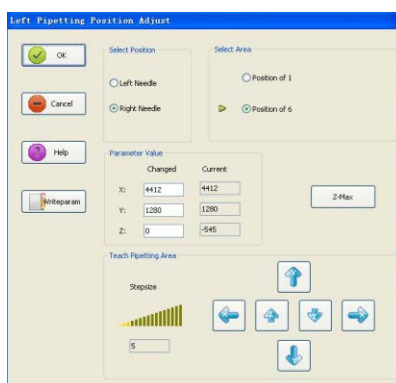 Left Pipetting Position Adjust
OK
Cancel
Help
Writeparam
Select Position
Left Needle
Right Needle
Select Area
Position of 1
Position of 6
Parameter Value
Changed Current
X: 4412 4412
Y: 1280 1280
Z: 0 -545
Z-Max
Teach Pipetting Area
Stepsize
5